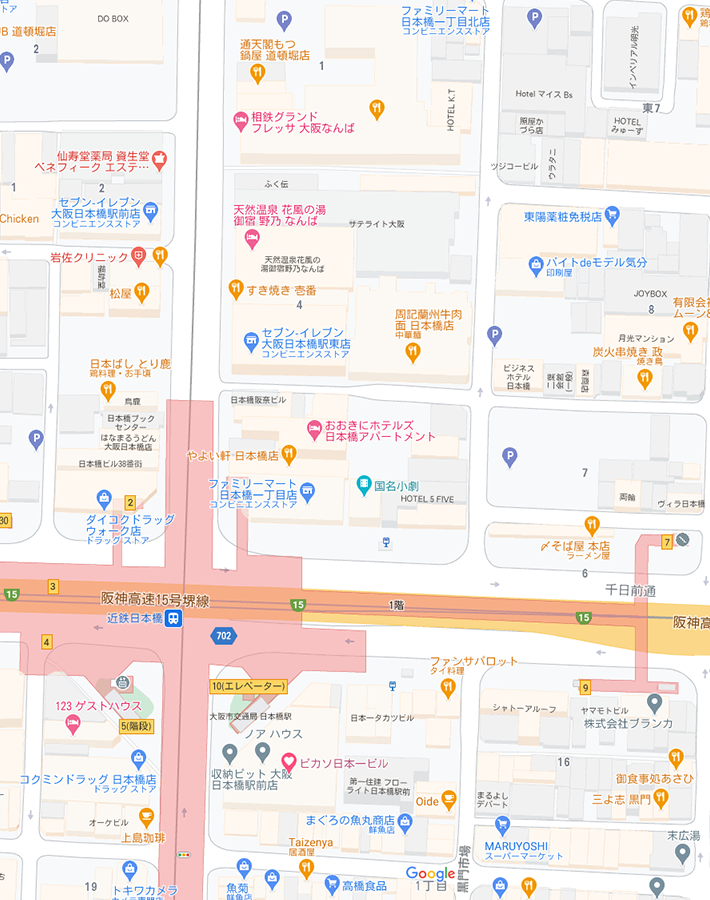 DO BOX
B 道頓堀店
2
通天閣もつ
鍋屋 道頓堀店
1
ファミリーマート
日本橋一丁目北店
コンビニエンスストア
HOTEL K.T
相鉄グランド
フレッサ 大阪なんば
インペリアル明光
Hotel マイス Bs
東7
照屋か
づら店
HOTEL
みゅーず
ウラタニ
ツジコービル
仙寿堂薬局 資生堂
ベネフィーク エステ…
1
2
セブン-イレブン
大阪日本橋駅前店
コンビニエンスストア
Chicken
岩佐クリニック
松屋
ふく伝
天然温泉 花風の湯
御宿 野乃 なんば
サテライト大阪
天然温泉花風の
湯御宿野乃なんば
すき焼き 壱番
4
セブン-イレブン
大阪日本橋駅東店
コンビニエンスストア
周記蘭州牛肉
面 日本橋店
中華麺
東陽薬粧免税店
バイトdeモデル気分
印刷屋
JOYBOX
8
有限会社
ムーン&
月光マンション
炭火串焼き 政
焼き鳥
ビジネス
ホテル
日本橋
日本ばし とり鹿
鶏料理・お手頃
鳥鹿
日本橋ブック
センター
はなまるうどん
大阪日本橋店
日本橋ビル38番街
2
ダイコクドラッグ
ウォーク店
ドラッグ ストア
30
日本橋阪奈ビル
おおきにホテルズ
日本橋アパートメント
やよい軒 日本橋店
ファミリーマート
日本橋一丁目店
コンビニエンスストア
国名小劇
HOTEL 5 FIVE
7
両輪
ヴィラ日本橋
〆そば屋 本店
ラーメン屋
7
6
千日前通
15
3
阪神高速15号堺線
15
1階
15
阪神高
近鉄日本橋
702
4
ファンサバロット
タイ料理
9
10(エレベーター)
123 ゲストハウス
5(階段)
大阪市交通局 日本橋駅
日本一タカツビル
シャトーアルーフ
ヤマモトビル
株式会社ブランカ
ノア ハウス
収納ピット 大阪
日本橋駅前店
ピカソ日本一ビル
第一住建 フロー
ライト日本橋駅前
16
御食事処あさひ
コクミンドラッグ 日本橋店
ドラッグ ストア
Oide
まるよし
デパート
三よ志 黒門
オーケビル
上島珈琲
まぐろの魚丸商店
鮮魚店
MARUYOSHI
スーパーマーケット
末広湯
Taizenya
居酒屋
黒門市場
19
トキワカメラ
魚菊
鮮魚店
高橋食品
Google
1丁目